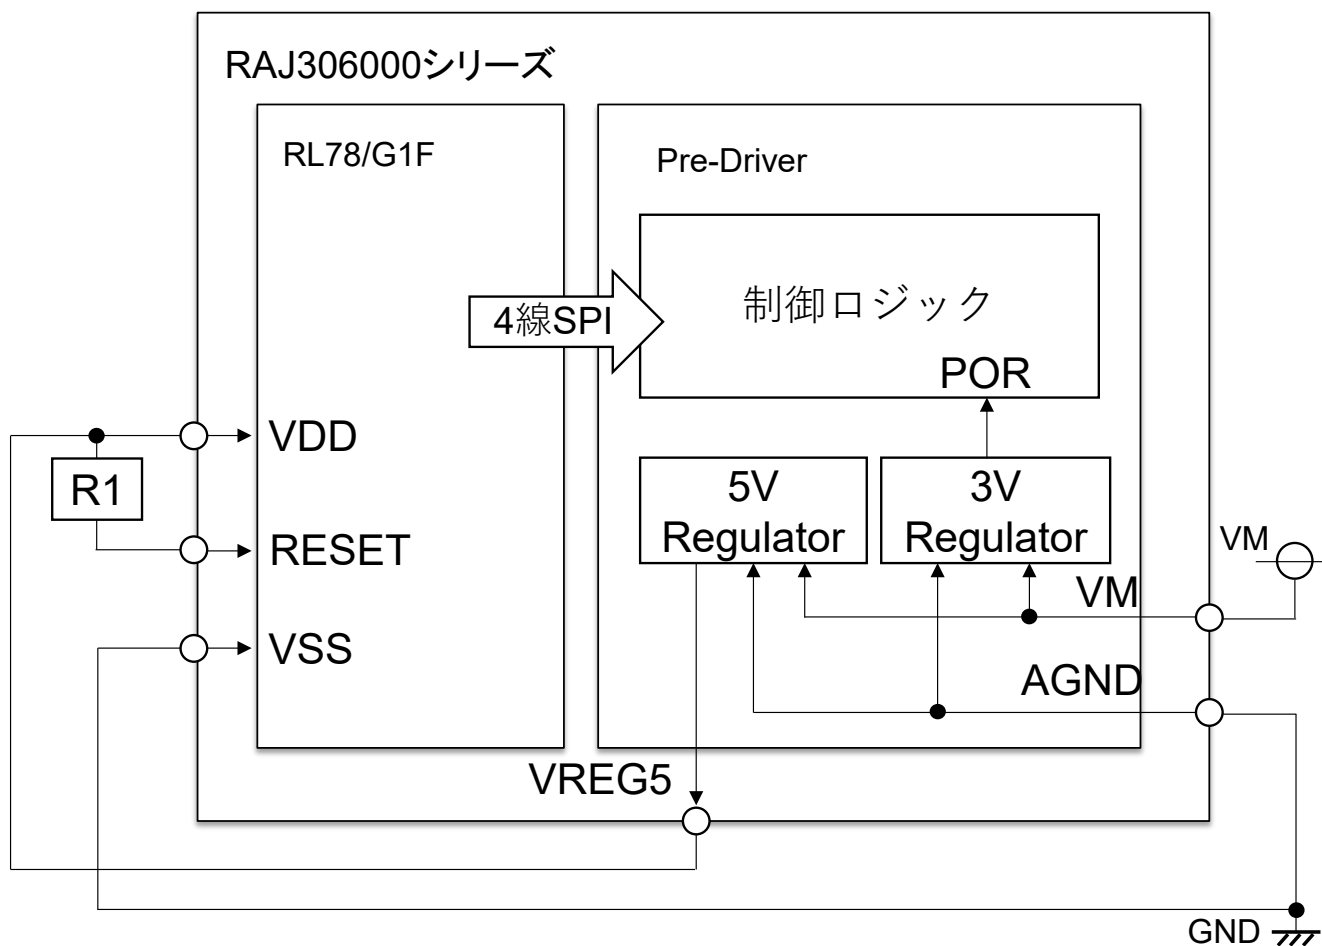 RAJ306000シリーズ
RL78/G1F
Pre-Driver
制御ロジック
4線SPI
POR
VDD
R1
RESET
VSS
5V
Regulator
3V
Regulator
VM
VM
AGND
VREG5
GND